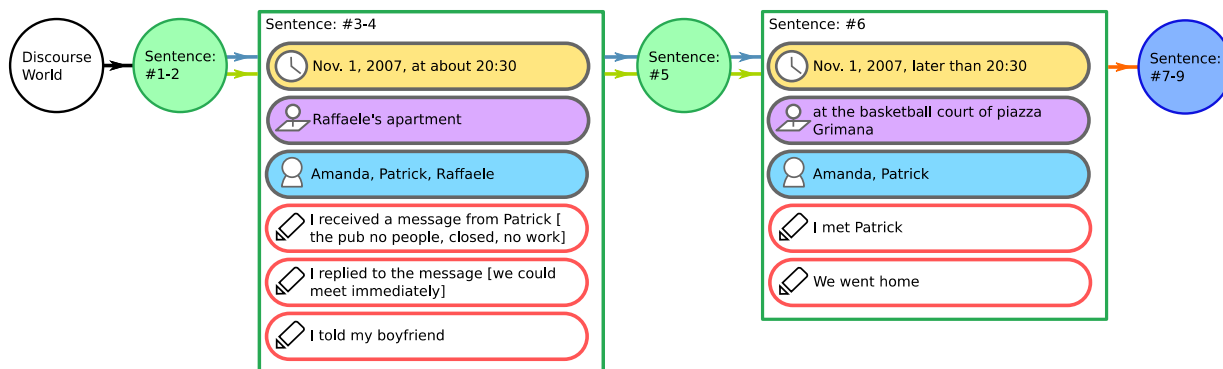 Discourse
World
Sentence:
#1-2
Sentence: #3-4
Nov. 1, 2007, at about 20:30
Raffaele's apartment
Amanda, Patrick, Raffaele
I received a message from Patrick [
the pub no people, closed, no work]
I replied to the message [we could
meet immediately]
I told my boyfriend
Sentence:
#5
Sentence: #6
Nov. 1, 2007, later than 20:30
at the basketball court of piazza
Grimana
Amanda, Patrick
I met Patrick
We went home
Sentence:
#7-9